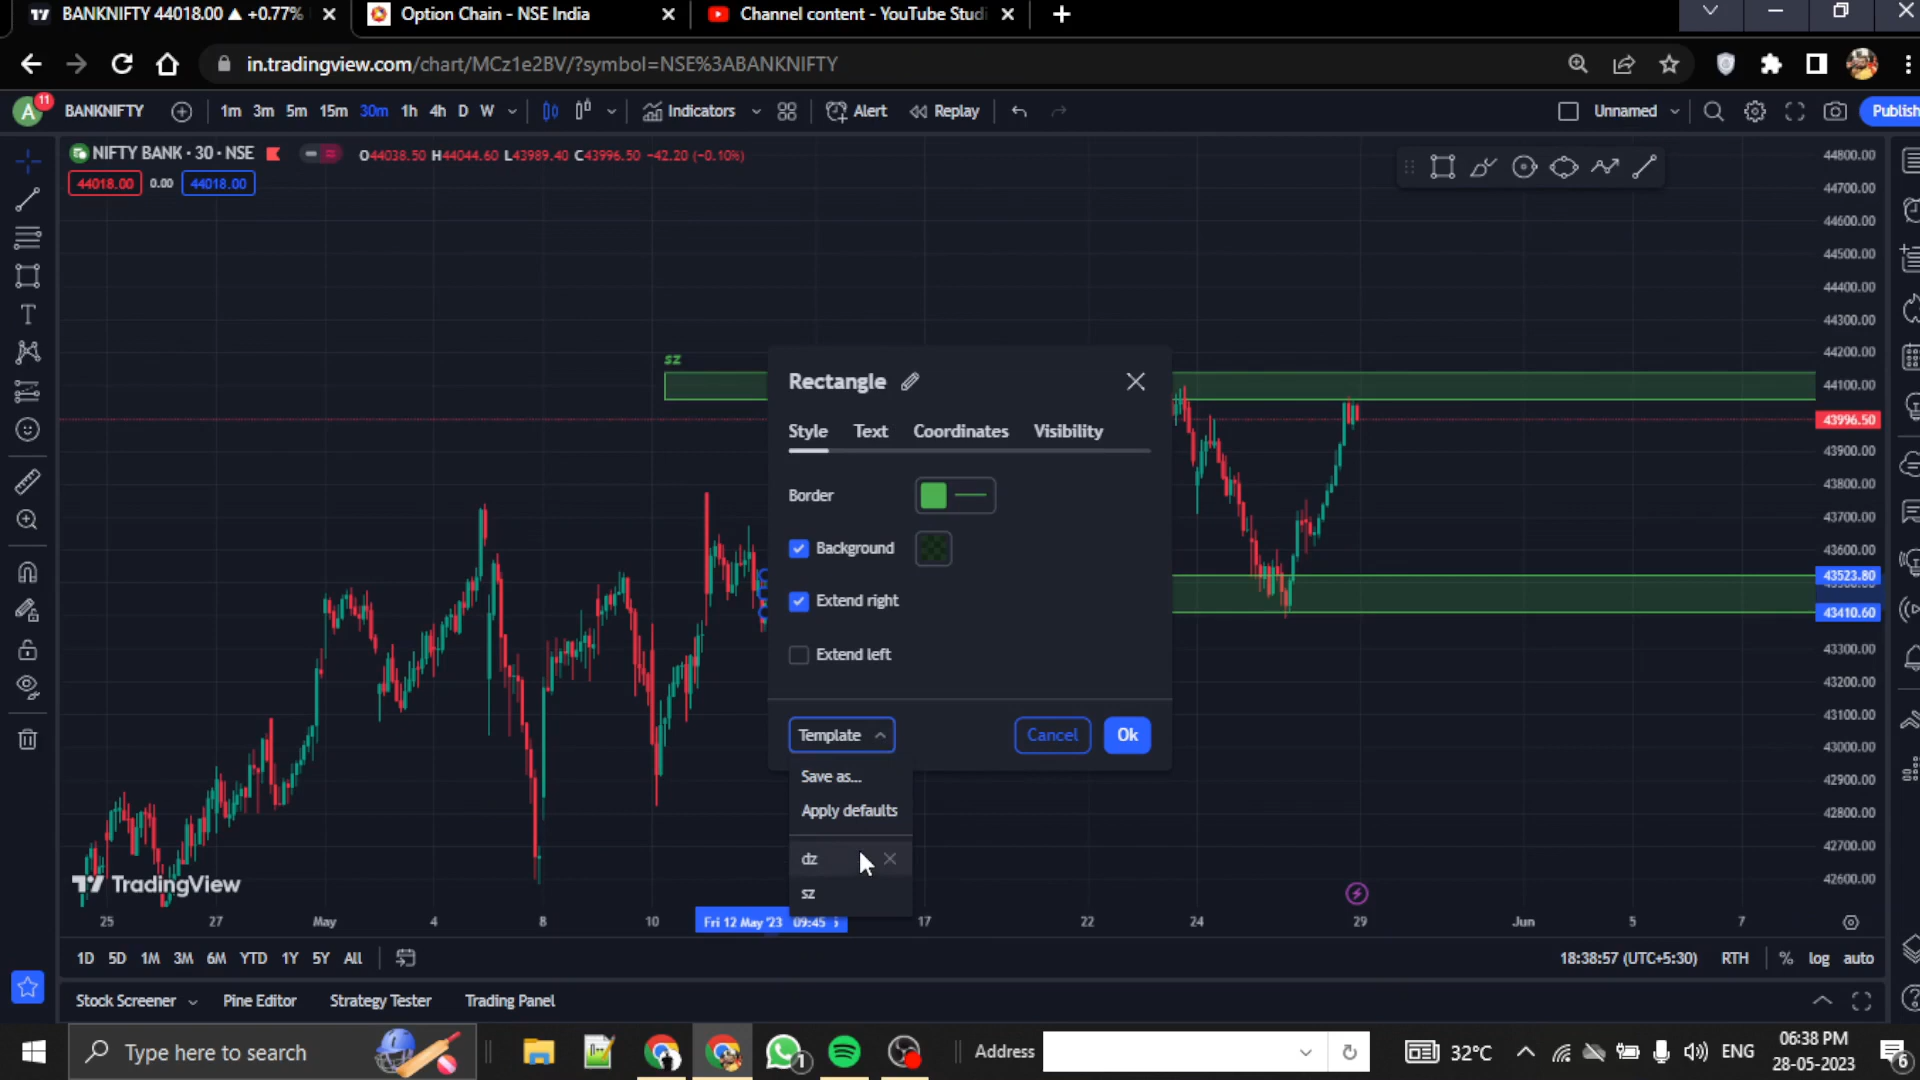 BANKNIFTY 44018.00 ▲ +0.77%
Option Chain - NSE India
Channel content - YouTube Studi
in.tradingview.com/chart/MCz1e2BV/?symbol=NSE%3ABANKNIFTY
A 11 BANKNIFTY 1m 3m 5m 15m 30m 1h 4h D W Indicators Alert Replay Unnamed Publish
NIFTY BANK · 30 · NSE O44038.50 H44044.60 L43989.40 C43996.50 -42.20 (-0.10%)
44018.00 0.00 44018.00
44800.00
44700.00
44600.00
44500.00
44400.00
44300.00
44200.00
44100.00
43996.50
43900.00
43800.00
43700.00
43600.00
43523.80
43410.60
43300.00
43200.00
43100.00
43000.00
42900.00
42800.00
42700.00
42600.00
sz
Rectangle
Style Text Coordinates Visibility
Border
Background
Extend right
Extend left
Template Cancel Ok
Save as...
Apply defaults
dz
sz
TradingView
25 27 May 4 8 10 Fri 12 May '23 09:45 17 22 24 29 Jun 5 7
1D 5D 1M 3M 6M YTD 1Y 5Y All 18:38:57 (UTC+5:30) RTH % log auto
Stock Screener Pine Editor Strategy Tester Trading Panel
Type here to search 1 Address 32°C ENG 06:38 PM
28-05-2023 6